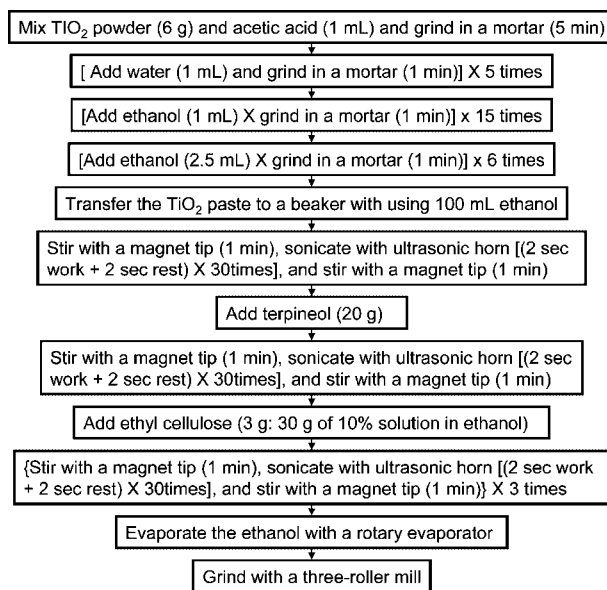 Mix TIO₂ powder (6 g) and acetic acid (1 mL) and grind in a mortar (5 min)
[ Add water (1 mL) and grind in a mortar (1 min)] X 5 times
[Add ethanol (1 mL) X grind in a mortar (1 min)] x 15 times
[Add ethanol (2.5 mL) X grind in a mortar (1 min)] x 6 times
Transfer the TiO₂ paste to a beaker with using 100 mL ethanol
Stir with a magnet tip (1 min), sonicate with ultrasonic horn [(2 sec
work + 2 sec rest) X 30times], and stir with a magnet tip (1 min)
Add terpineol (20 g)
Stir with a magnet tip (1 min), sonicate with ultrasonic horn [(2 sec
work + 2 sec rest) X 30times], and stir with a magnet tip (1 min)
Add ethyl cellulose (3 g: 30 g of 10% solution in ethanol)
{Stir with a magnet tip (1 min), sonicate with ultrasonic horn [(2 sec work
+ 2 sec rest) X 30times], and stir with a magnet tip (1 min)} X 3 times
Evaporate the ethanol with a rotary evaporator
Grind with a three-roller mill